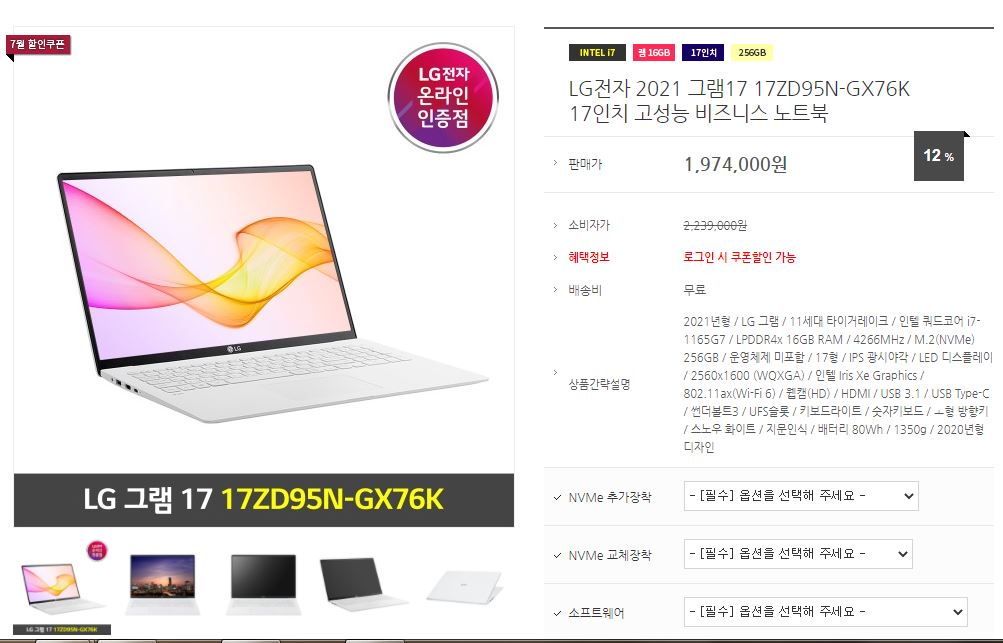 7월 할인쿠폰
LG전자
온라인
인증점
LG
LG 그램 17 17ZD95N-GX76K
LG 그램 17 17ZD95N-GX76K
INTEL i7 램 16GB 17인치 256GB
LG전자 2021 그램17 17ZD95N-GX76K
17인치 고성능 비즈니스 노트북
판매가 1,974,000원 12 %
소비자가 2,239,000원
혜택정보 로그인 시 쿠폰할인 가능
배송비 무료
상품간략설명
2021년형 / LG 그램 / 11세대 타이거레이크 / 인텔 쿼드코어 i7-
1165G7 / LPDDR4x 16GB RAM / 4266MHz / M.2(NVMe)
256GB / 운영체제 미포함 / 17형 / IPS 광시야각 / LED 디스플레이
/ 2560x1600 (WQXGA) / 인텔 Iris Xe Graphics /
802.11ax(Wi-Fi 6) / 웹캠(HD) / HDMI / USB 3.1 / USB Type-C
/ 썬더볼트3 / UFS슬롯 / 키보드라이트 / 숫자키보드 / ㅗ형 방향키
/ 스노우 화이트 / 지문인식 / 배터리 80Wh / 1350g / 2020년형
디자인
NVMe 추가장착 - [필수] 옵션을 선택해 주세요 -
NVMe 교체장착 - [필수] 옵션을 선택해 주세요 -
소프트웨어 - [필수] 옵션을 선택해 주세요 -